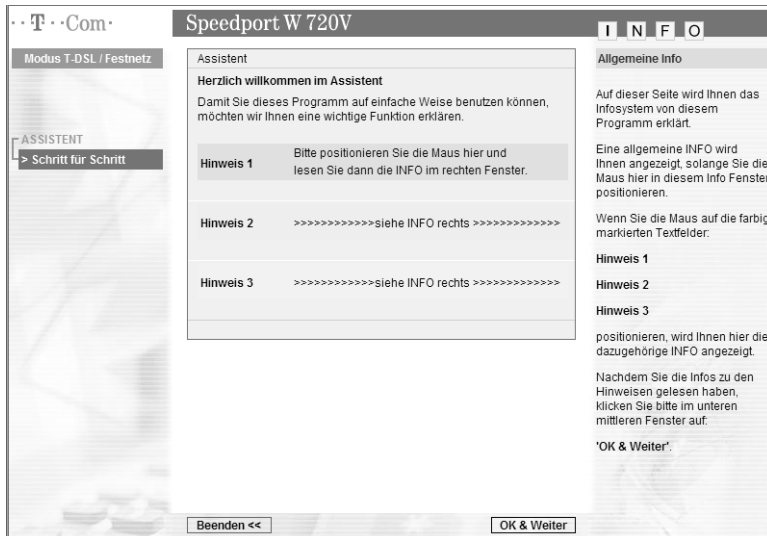 · · T · · Com ·
Speedport W 720V
I N F O
Modus T-DSL / Festnetz
ASSISTENT
> Schritt für Schritt
Assistent
Herzlich willkommen im Assistent
Damit Sie dieses Programm auf einfache Weise benutzen können,
möchten wir Ihnen eine wichtige Funktion erklären.
Hinweis 1
Bitte positionieren Sie die Maus hier und
lesen Sie dann die INFO im rechten Fenster.
Hinweis 2 >>>>>>>>>>>>siehe INFO rechts >>>>>>>>>>>>>
Hinweis 3 >>>>>>>>>>>>siehe INFO rechts >>>>>>>>>>>>>
Beenden <<
OK & Weiter
Allgemeine Info
Auf dieser Seite wird Ihnen das
Infosystem von diesem
Programm erklärt.
Eine allgemeine INFO wird
Ihnen angezeigt, solange Sie die
Maus hier in diesem Info Fenster
positionieren.
Wenn Sie die Maus auf die farbig
markierten Textfelder:
Hinweis 1
Hinweis 2
Hinweis 3
positionieren, wird Ihnen hier die
dazugehörige INFO angezeigt.
Nachdem Sie die Infos zu den
Hinweisen gelesen haben,
klicken Sie bitte im unteren
mittleren Fenster auf:
'OK & Weiter'.